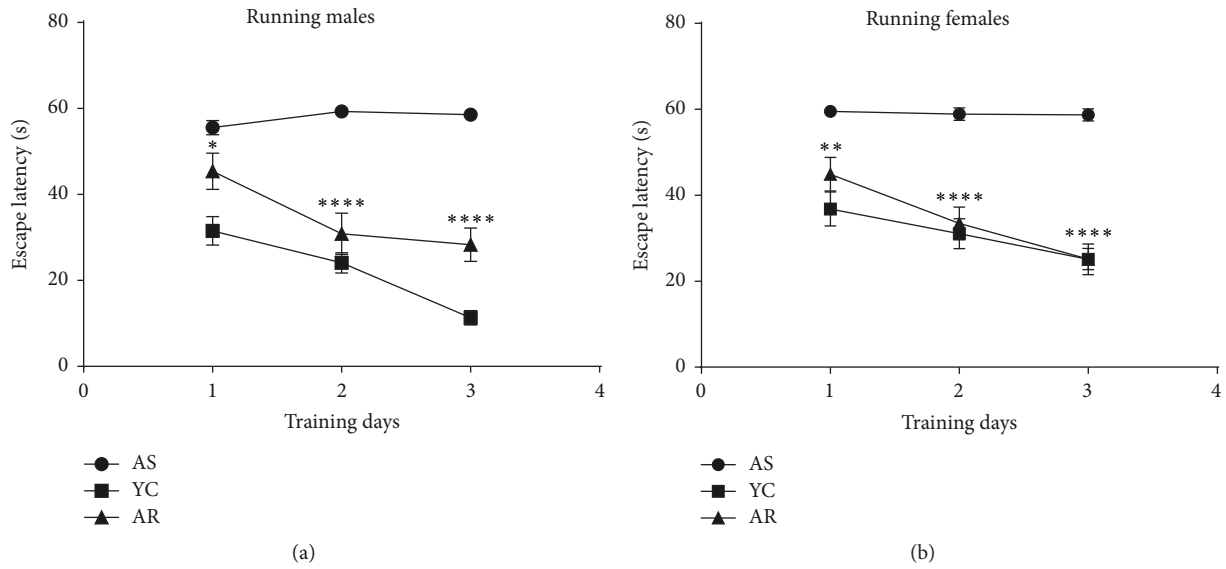 Running males
80
60
40
20
0
Escape latency (s)
*
****
****
0 1 2 3 4
Training days
AS
YC
AR
(a)
Running females
80
60
40
20
0
Escape latency (s)
**
****
****
0 1 2 3 4
Training days
AS
YC
AR
(b)